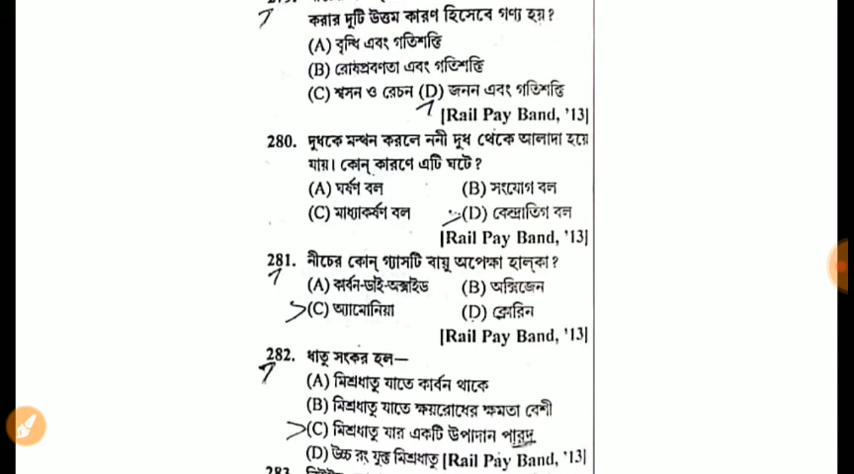 করার দুটি উত্তম কারণ হিসেবে গণ্য হয়?
(A) বৃদ্ধি এবং গতিশক্তি
(B) রোষপ্রবণতা এবং গতিশক্তি
(C) শ্বসন ও রেচন (D) জনন এবং গতিশক্তি
[Rail Pay Band, '13]
280. দুধকে মন্থন করলে ননী দুধ থেকে আলাদা হয়ে
যায়। কোন্ কারণে এটি ঘটে?
(A) ঘর্ষণ বল (B) সংযোগ বল
(C) মাধ্যাকর্ষণ বল (D) কেন্দ্রাতিগ বল
[Rail Pay Band, '13]
281. নীচের কোন্ গ্যাসটি বায়ু অপেক্ষা হাল্কা?
(A) কার্বন-ডাই-অক্সাইড (B) অক্সিজেন
(C) অ্যামোনিয়া (D) ক্লোরিন
[Rail Pay Band, '13]
282. ধাতু সংকর হল—
(A) মিশ্রধাতু যাতে কার্বন থাকে
(B) মিশ্রধাতু যাতে ক্ষয়রোধের ক্ষমতা বেশী
(C) মিশ্রধাতু যার একটি উপাদান পারদ
(D) উচ্চ রং যুক্ত মিশ্রধাতু [Rail Pay Band, '13]
283.